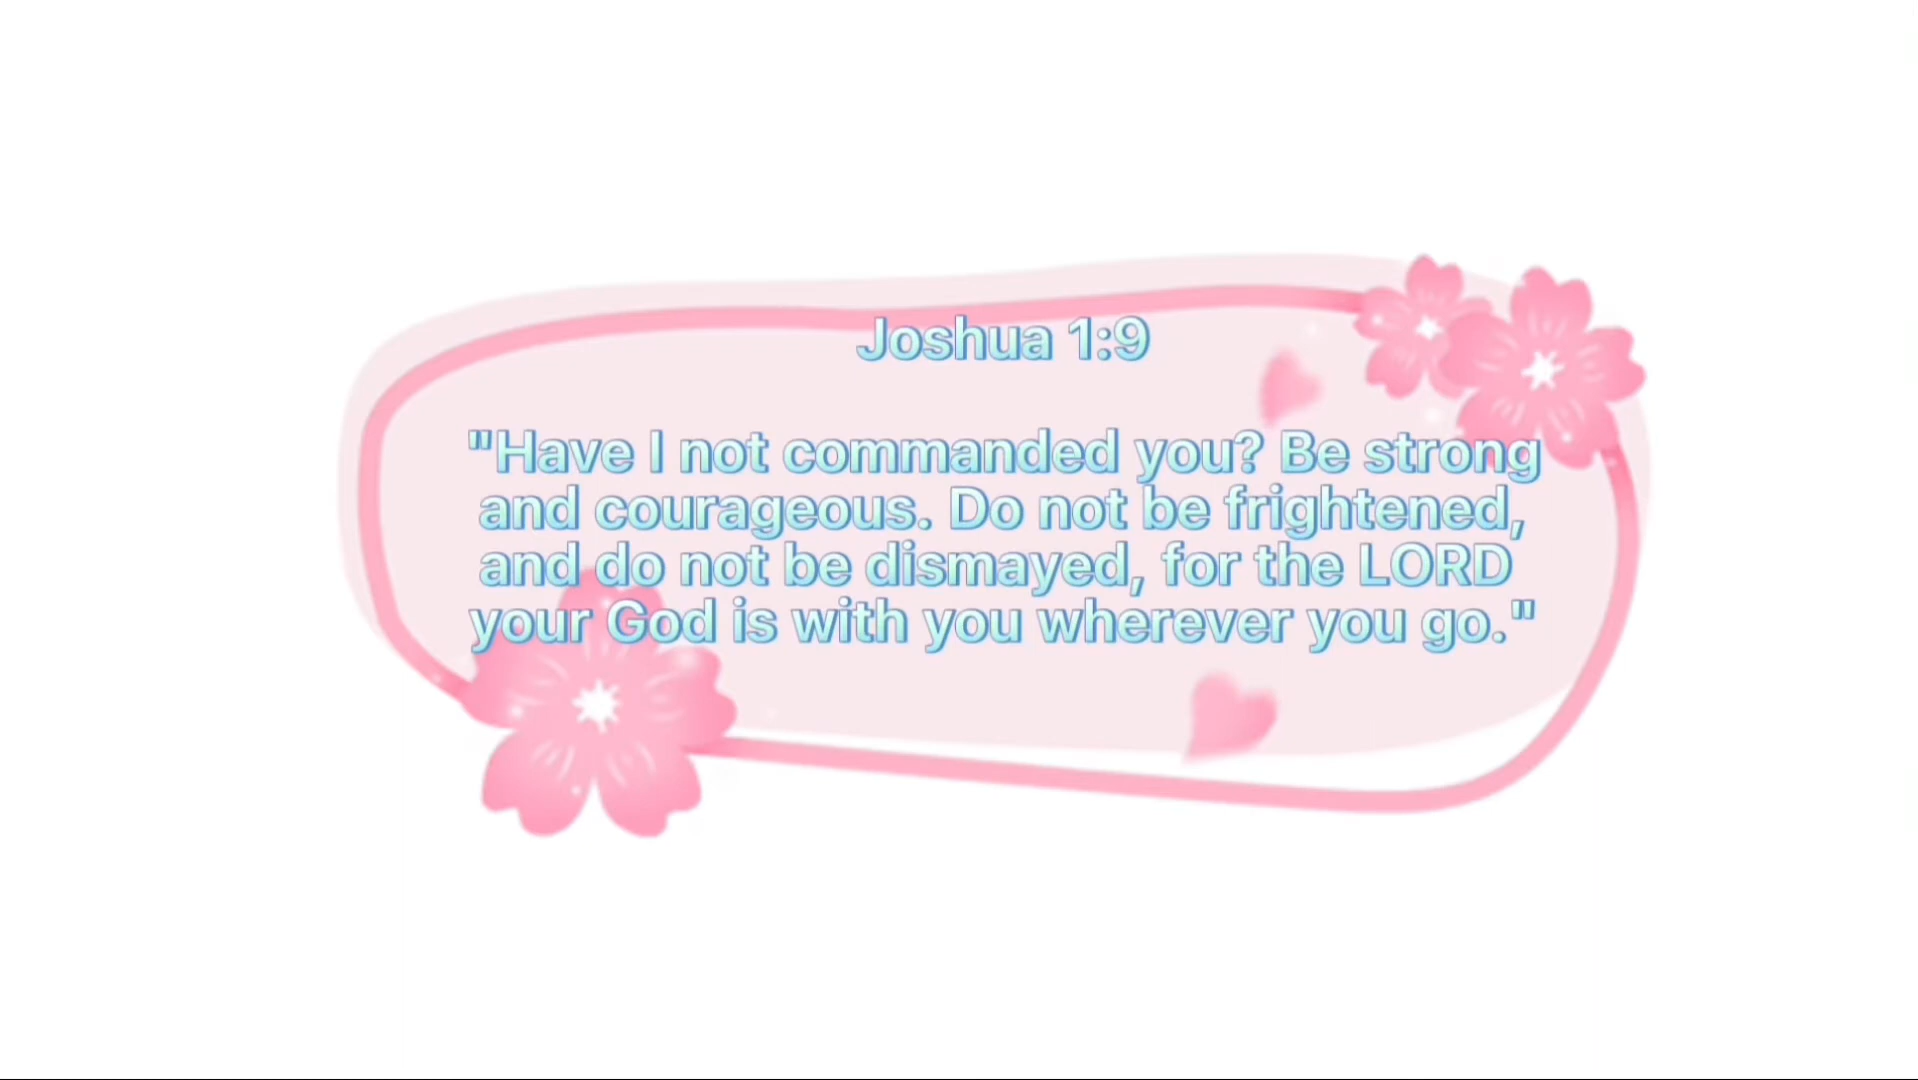 Joshua 1:9
"Have I not commanded you? Be strong
and courageous. Do not be frightened,
and do not be dismayed, for the LORD
your God is with you wherever you go."